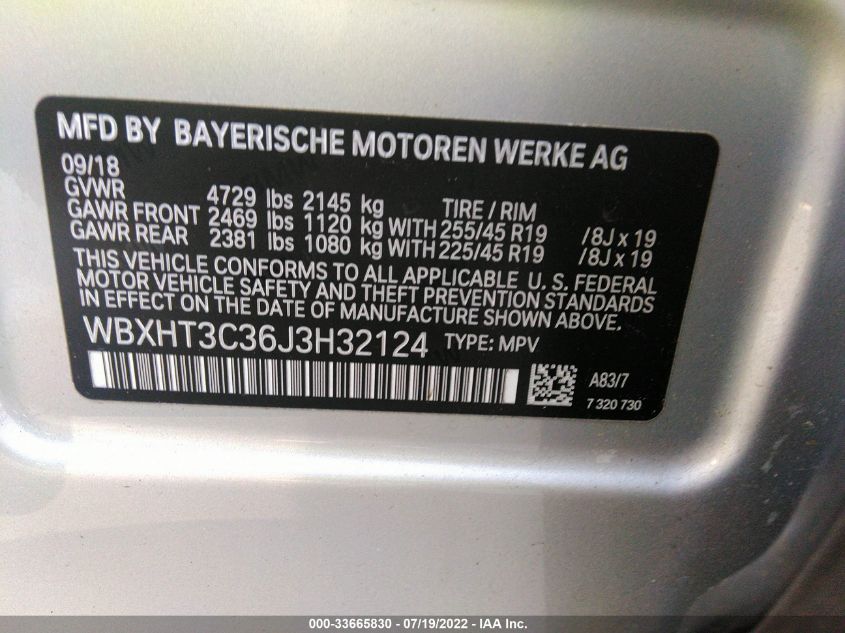 MFD BY BAYERISCHE MOTOREN WERKE AG
09/18
GVWR 4729 lbs 2145 kg TIRE / RIM
GAWR FRONT 2469 lbs 1120 kg WITH 255/45 R19 /8J x 19
GAWR REAR 2381 lbs 1080 kg WITH 225/45 R19 /8J x 19
THIS VEHICLE CONFORMS TO ALL APPLICABLE U. S. FEDERAL
MOTOR VEHICLE SAFETY AND THEFT PREVENTION STANDARDS
IN EFFECT ON THE DATE OF MANUFACTURE SHOWN ABOVE.
WBXHT3C36J3H32124 TYPE: MPV
A83/7
7 320 730
000-33665830 - 07/19/2022 - IAA Inc.